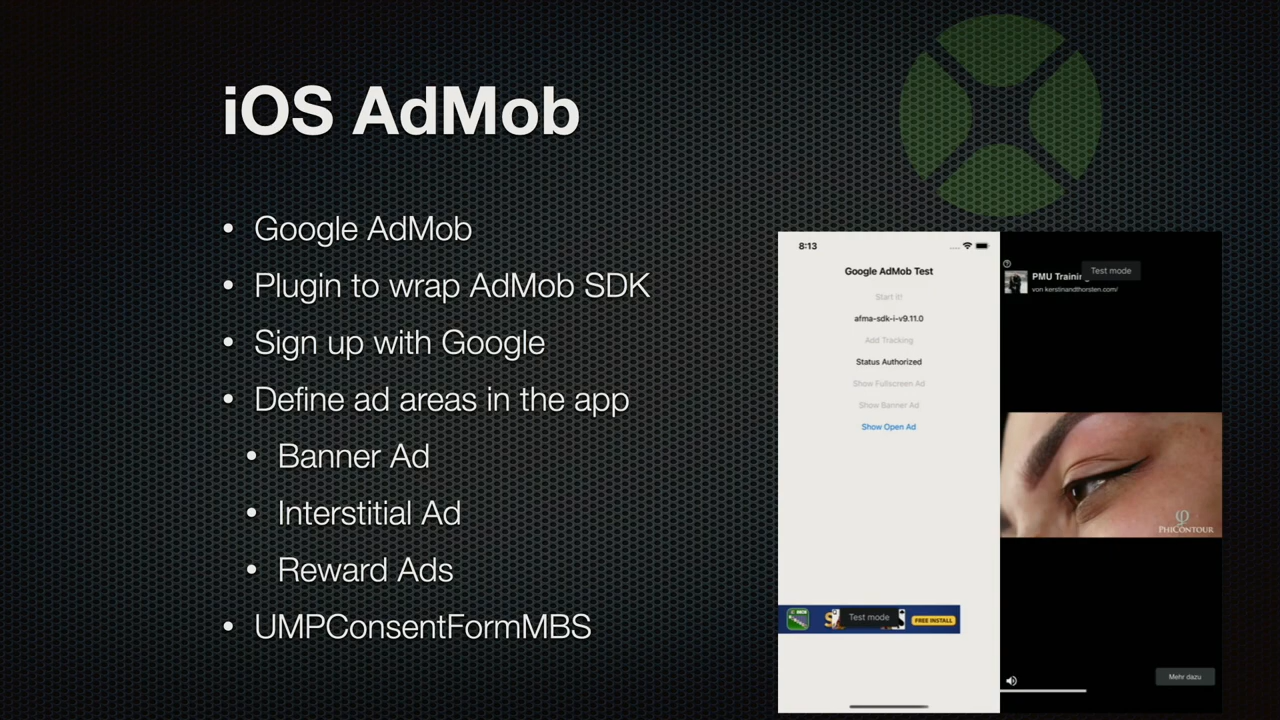 iOS AdMob
• Google AdMob
• Plugin to wrap AdMob SDK
• Sign up with Google
• Define ad areas in the app
• Banner Ad
• Interstitial Ad
• Reward Ads
• UMPConsentFormMBS
8:13
Google AdMob Test
Start it!
afma-sdk-i-v9.11.0
Add Tracking
Status Authorized
Show Fullscreen Ad
Show Banner Ad
Show Open Ad
Test mode
FREE INSTALL
PMU Trainin
Test mode
von kerstinandthorsten.com/
PHICONTOUR
Mehr dazu